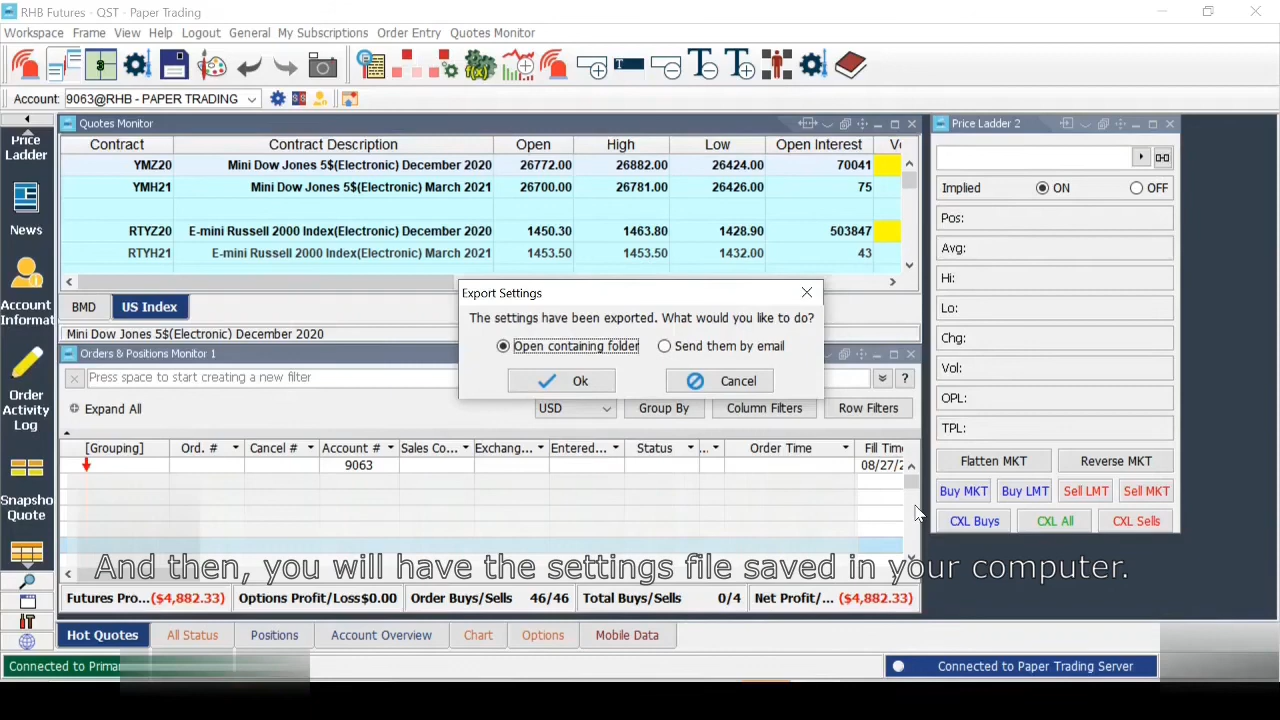 RHB Futures - QST - Paper Trading
Workspace Frame View Help Logout General My Subscriptions Order Entry Quotes Monitor
Account: 9063@RHB - PAPER TRADING
Price Ladder
News
Account Informat
Order Activity Log
Snapsho Quote
Quotes Monitor
Contract Contract Description Open High Low Open Interest Vo
YMZ20 Mini Dow Jones 5$(Electronic) December 2020 26772.00 26882.00 26424.00 70041
YMH21 Mini Dow Jones 5$(Electronic) March 2021 26700.00 26781.00 26426.00 75
RTYZ20 E-mini Russell 2000 Index(Electronic) December 2020 1450.30 1463.80 1428.90 503847
RTYH21 E-mini Russell 2000 Index(Electronic) March 2021 1453.50 1453.50 1432.00 43
BMD US Index
Mini Dow Jones 5$(Electronic) December 2020
Export Settings
The settings have been exported. What would you like to do?
Open containing folder Send them by email
Ok Cancel
Orders & Positions Monitor 1
Press space to start creating a new filter ?
Expand All USD Group By Column Filters Row Filters
[Grouping] Ord. # Cancel # Account # Sales Co... Exchang... Entered... Status ... Order Time Fill Tim
9063 08/27/2
And then, you will have the settings file saved in your computer.
Futures Pro...($4,882.33) Options Profit/Loss$0.00 Order Buys/Sells 46/46 Total Buys/Sells 0/4 Net Profit/... ($4,882.33)
Hot Quotes All Status Positions Account Overview Chart Options Mobile Data
Connected to Prima Connected to Paper Trading Server
Price Ladder 2
Implied ON OFF
Pos:
Avg:
Hi:
Lo:
Chg:
Vol:
OPL:
TPL:
Flatten MKT Reverse MKT
Buy MKT Buy LMT Sell LMT Sell MKT
CXL Buys CXL All CXL Sells